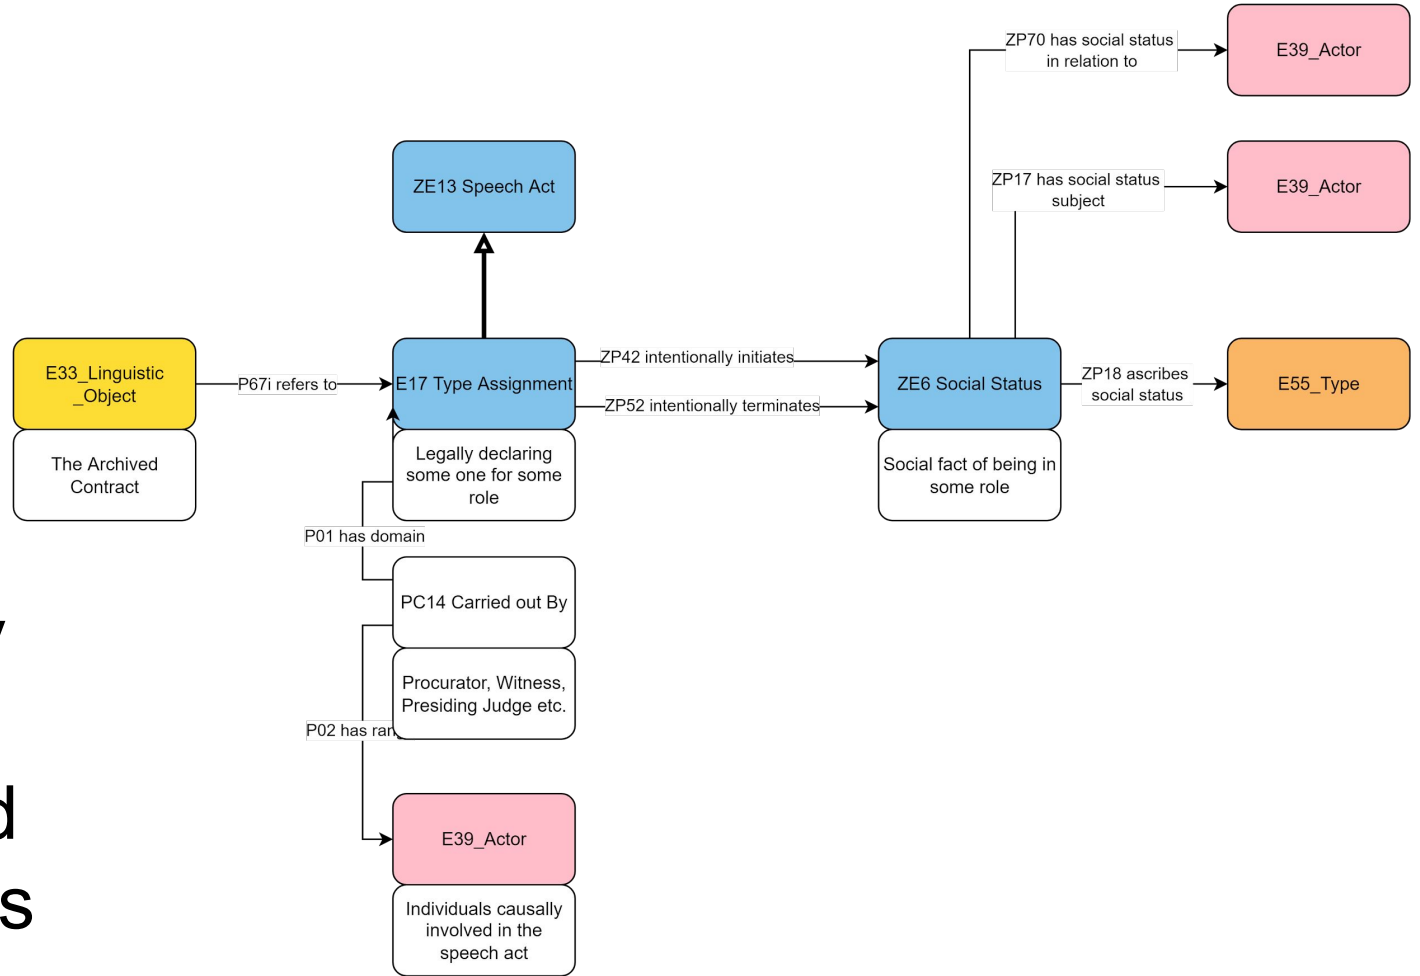 ZP70 has social status
in relation to
E39_Actor
ZE13 Speech Act
ZP17 has social status
subject
E39_Actor
E33_Linguistic
_Object
P67i refers to
E17 Type Assignment
ZP42 intentionally initiates
ZP52 intentionally terminates
ZE6 Social Status
ZP18 ascribes
social status
E55_Type
The Archived
Contract
Legally declaring
some one for some
role
Social fact of being in
some role
P01 has domain
PC14 Carried out By
Procurator, Witness,
Presiding Judge etc.
P02 has ran
E39_Actor
Individuals causally
involved in the
speech act